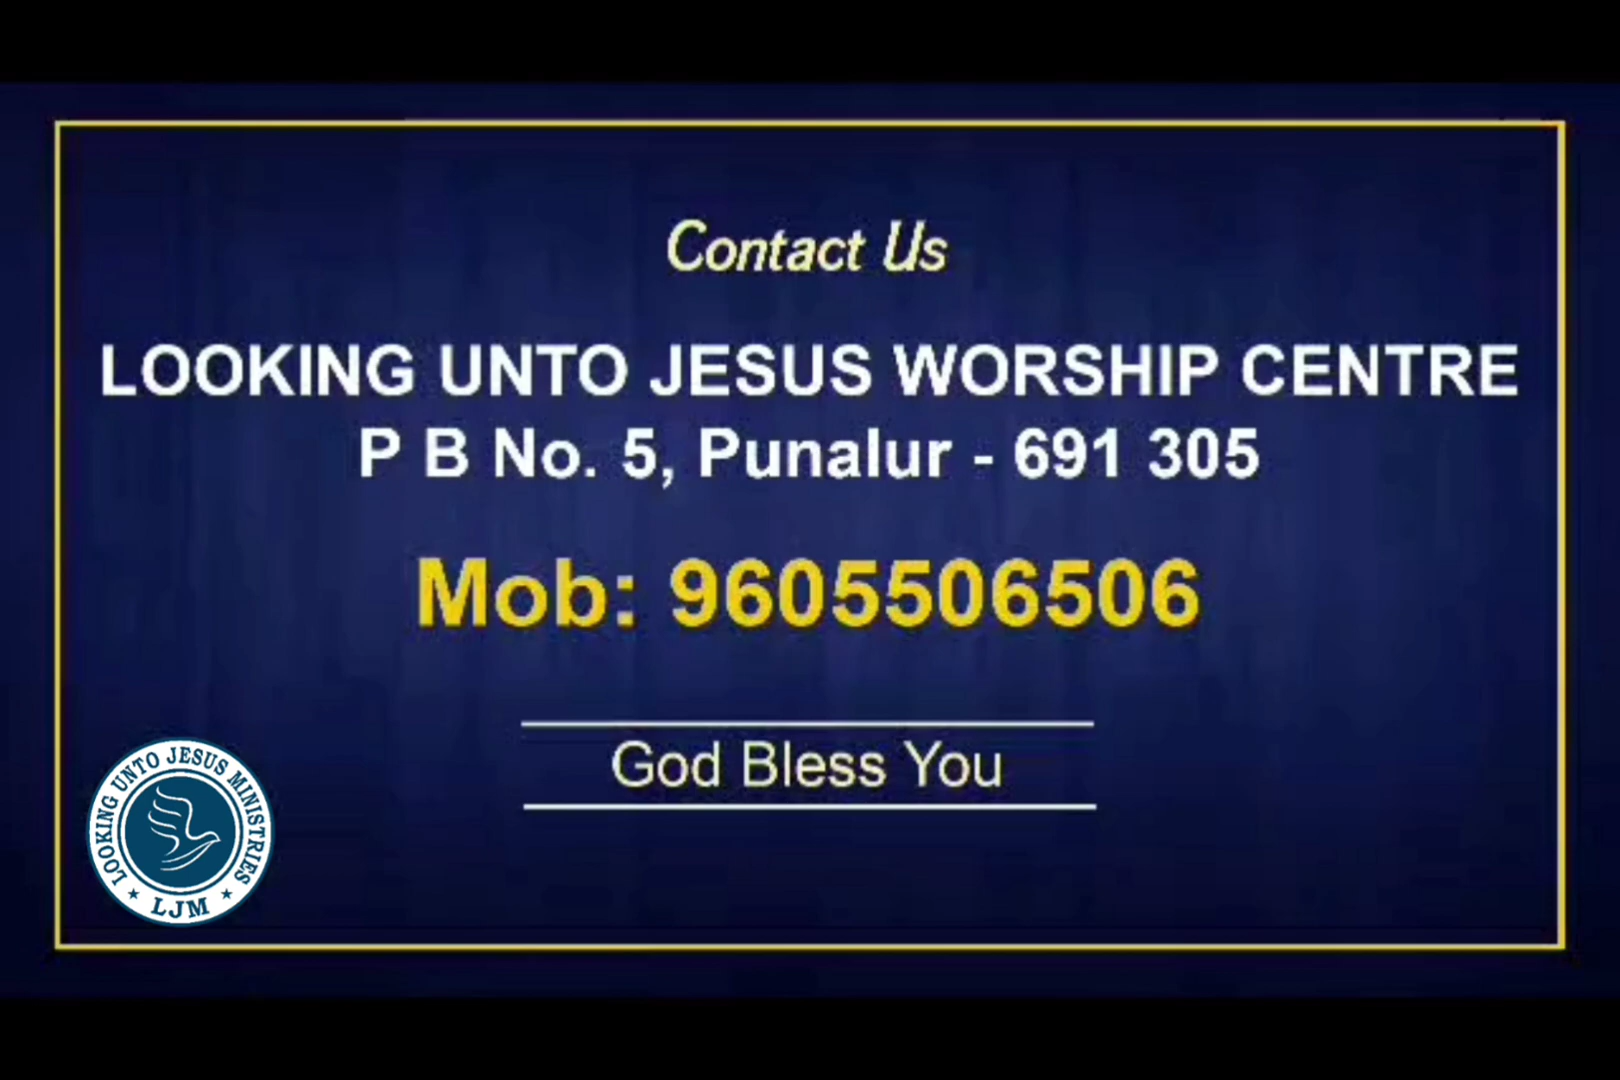 Contact Us
LOOKING UNTO JESUS WORSHIP CENTRE
P B No. 5, Punalur - 691 305
Mob: 9605506506
God Bless You
LOOKING UNTO JESUS MINISTRIES
LJM